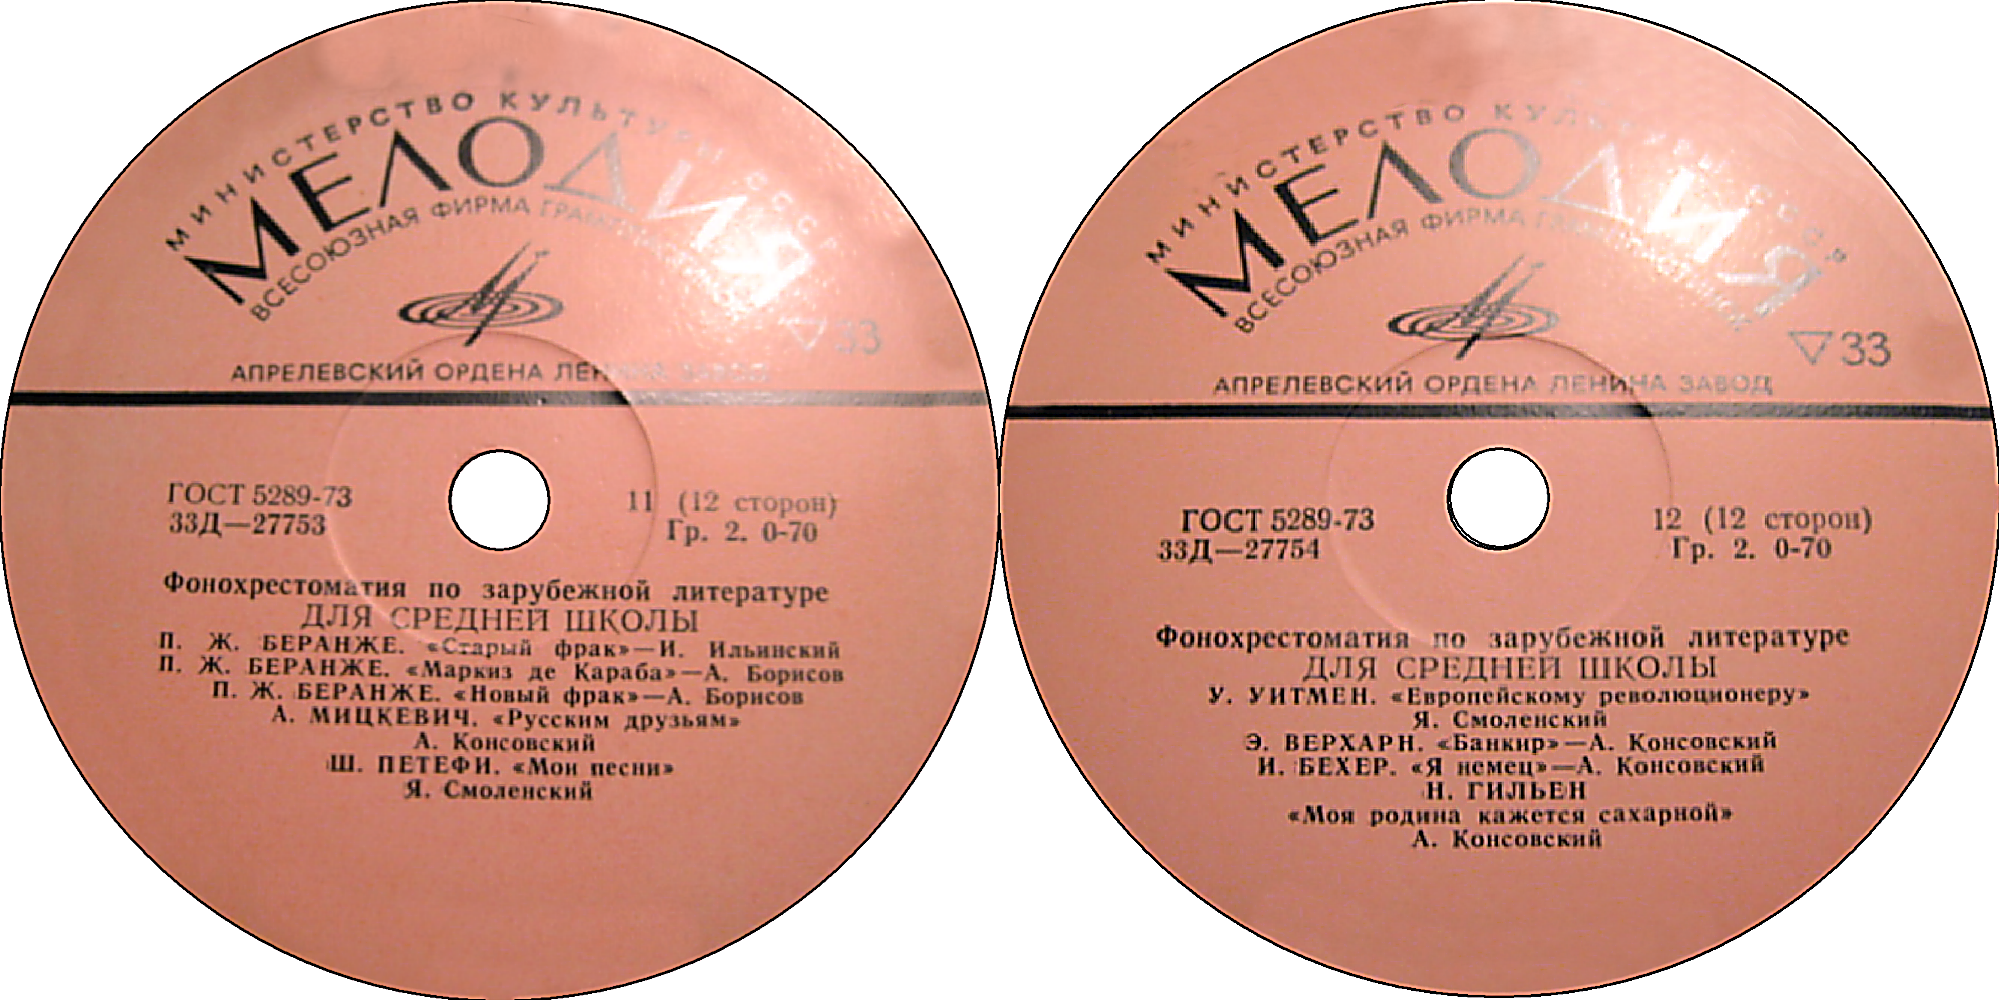 МИНИСТЕРСТВО КУЛЬТУРЫ СССР
МЕЛОДИЯ
ВСЕСОЮЗНАЯ ФИРМА
33
АПРЕЛЕВСКИЙ ОРДЕНА ЛЕНИНА ЗАВОД
ГОСТ 5289-73
33Д—27753
11 (12 сторон)
Гр. 2. 0-70
Фонохрестоматия по зарубежной литературе
ДЛЯ СРЕДНЕЙ ШКОЛЫ
П. Ж. БЕРАНЖЕ. «Старый фрак»—И. Ильинский
П. Ж. БЕРАНЖЕ. «Маркиз де Караба»—А. Борисов
П. Ж. БЕРАНЖЕ. «Новый фрак»—А. Борисов
А. МИЦКЕВИЧ. «Русским друзьям»
А. Консовский
Ш. ПЕТЕФИ. «Мои песни»
Я. Смоленский
МИНИСТЕРСТВО КУЛЬТУРЫ СССР
МЕЛОДИЯ
ВСЕСОЮЗНАЯ ФИРМА
33
АПРЕЛЕВСКИЙ ОРДЕНА ЛЕНИНА ЗАВОД
ГОСТ 5289-73
33Д—27754
12 (12 сторон)
Гр. 2. 0-70
Фонохрестоматия по зарубежной литературе
ДЛЯ СРЕДНЕЙ ШКОЛЫ
У. УИТМЕН. «Европейскому революционеру»
Я. Смоленский
Э. ВЕРХАРН. «Банкир»—А. Консовский
И. БЕХЕР. «Я немец»—А. Консовский
Н. ГИЛЬЕН
«Моя родина кажется сахарной»
А. Консовский